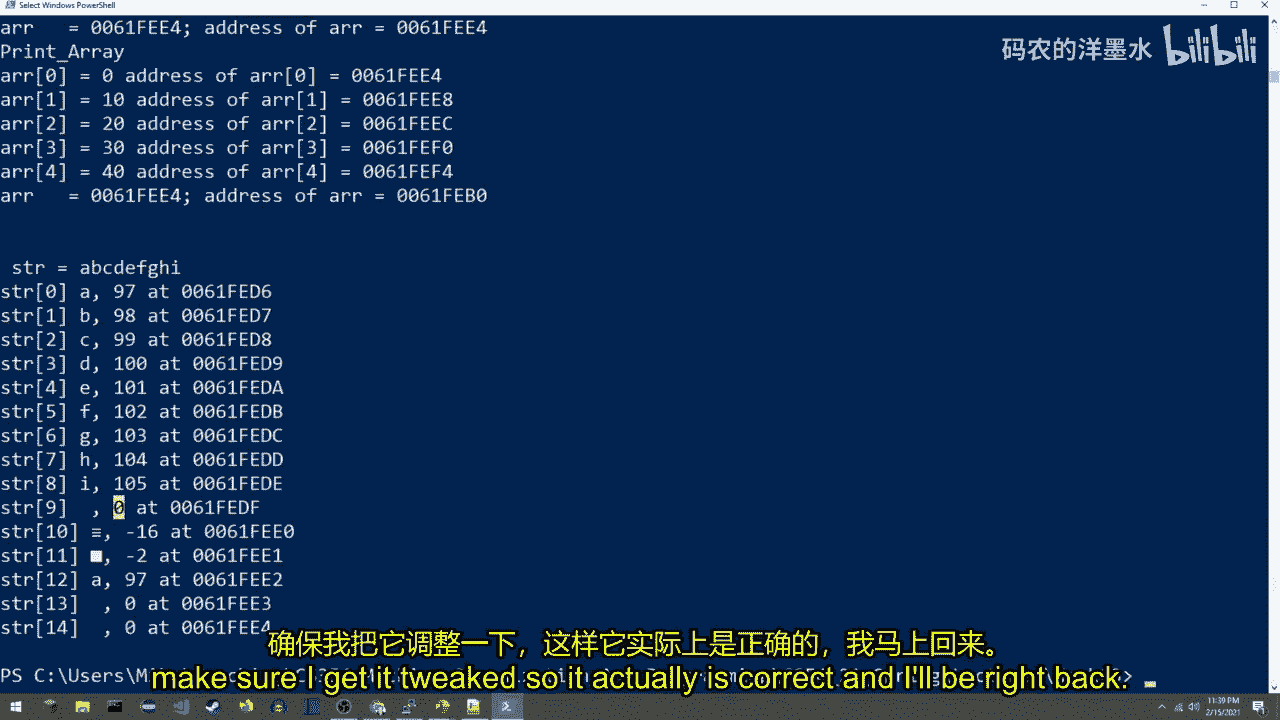 Select Windows PowerShell
arr   = 0061FEE4; address of arr = 0061FEE4
码农的洋墨水 bilibili
Print_Array
arr[0] = 0 address of arr[0] = 0061FEE4
arr[1] = 10 address of arr[1] = 0061FEE8
arr[2] = 20 address of arr[2] = 0061FEEC
arr[3] = 30 address of arr[3] = 0061FEF0
arr[4] = 40 address of arr[4] = 0061FEF4
arr   = 0061FEE4; address of arr = 0061FEB0
str = abcdefghi
str[0] a, 97 at 0061FED6
str[1] b, 98 at 0061FED7
str[2] c, 99 at 0061FED8
str[3] d, 100 at 0061FED9
str[4] e, 101 at 0061FEDA
str[5] f, 102 at 0061FEDB
str[6] g, 103 at 0061FEDC
str[7] h, 104 at 0061FEDD
str[8] i, 105 at 0061FEDE
str[9]  , 0 at 0061FEDF
str[10] ≡, -16 at 0061FEE0
str[11] ■, -2 at 0061FEE1
str[12] a, 97 at 0061FEE2
str[13]  , 0 at 0061FEE3
str[14]  , 0 at 0061FEE4
确保我把它调整一下，这样它实际上是正确的，我马上回来。
PS C:\Users\M
make sure I get it tweaked so it actually is correct and I'll be right back.
11:39 PM
2/15/2021